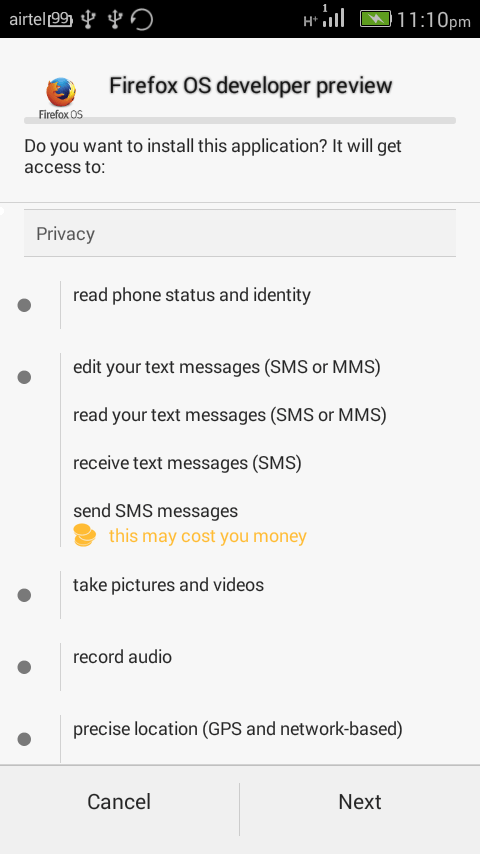 airtel 99 H+ 1 11:10pm
Firefox OS developer preview
Firefox OS
Do you want to install this application? It will get
access to:
Privacy
read phone status and identity
edit your text messages (SMS or MMS)
read your text messages (SMS or MMS)
receive text messages (SMS)
send SMS messages
this may cost you money
take pictures and videos
record audio
precise location (GPS and network-based)
Cancel Next